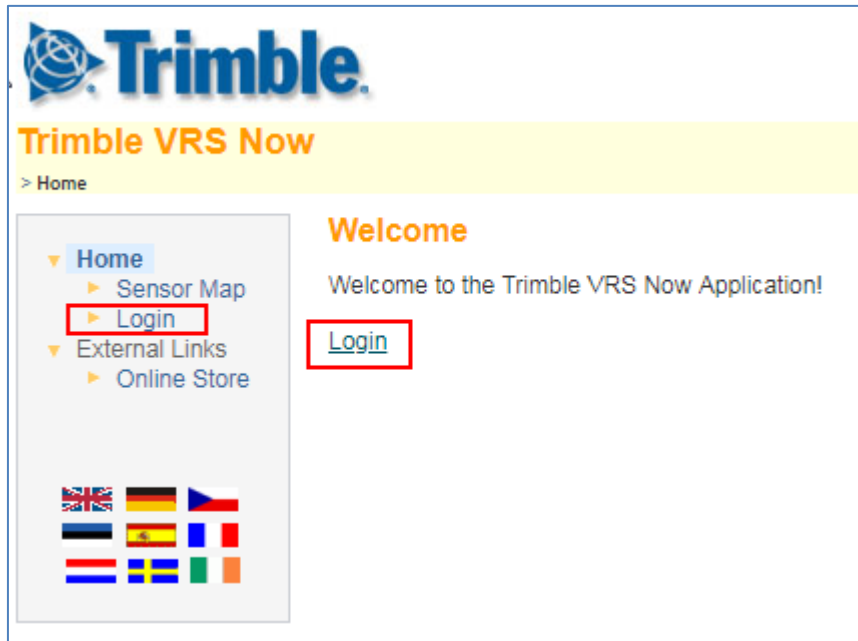 Trimble.
Trimble VRS Now
> Home
Home
Sensor Map
Login
External Links
Online Store
Welcome
Welcome to the Trimble VRS Now Application!
Login